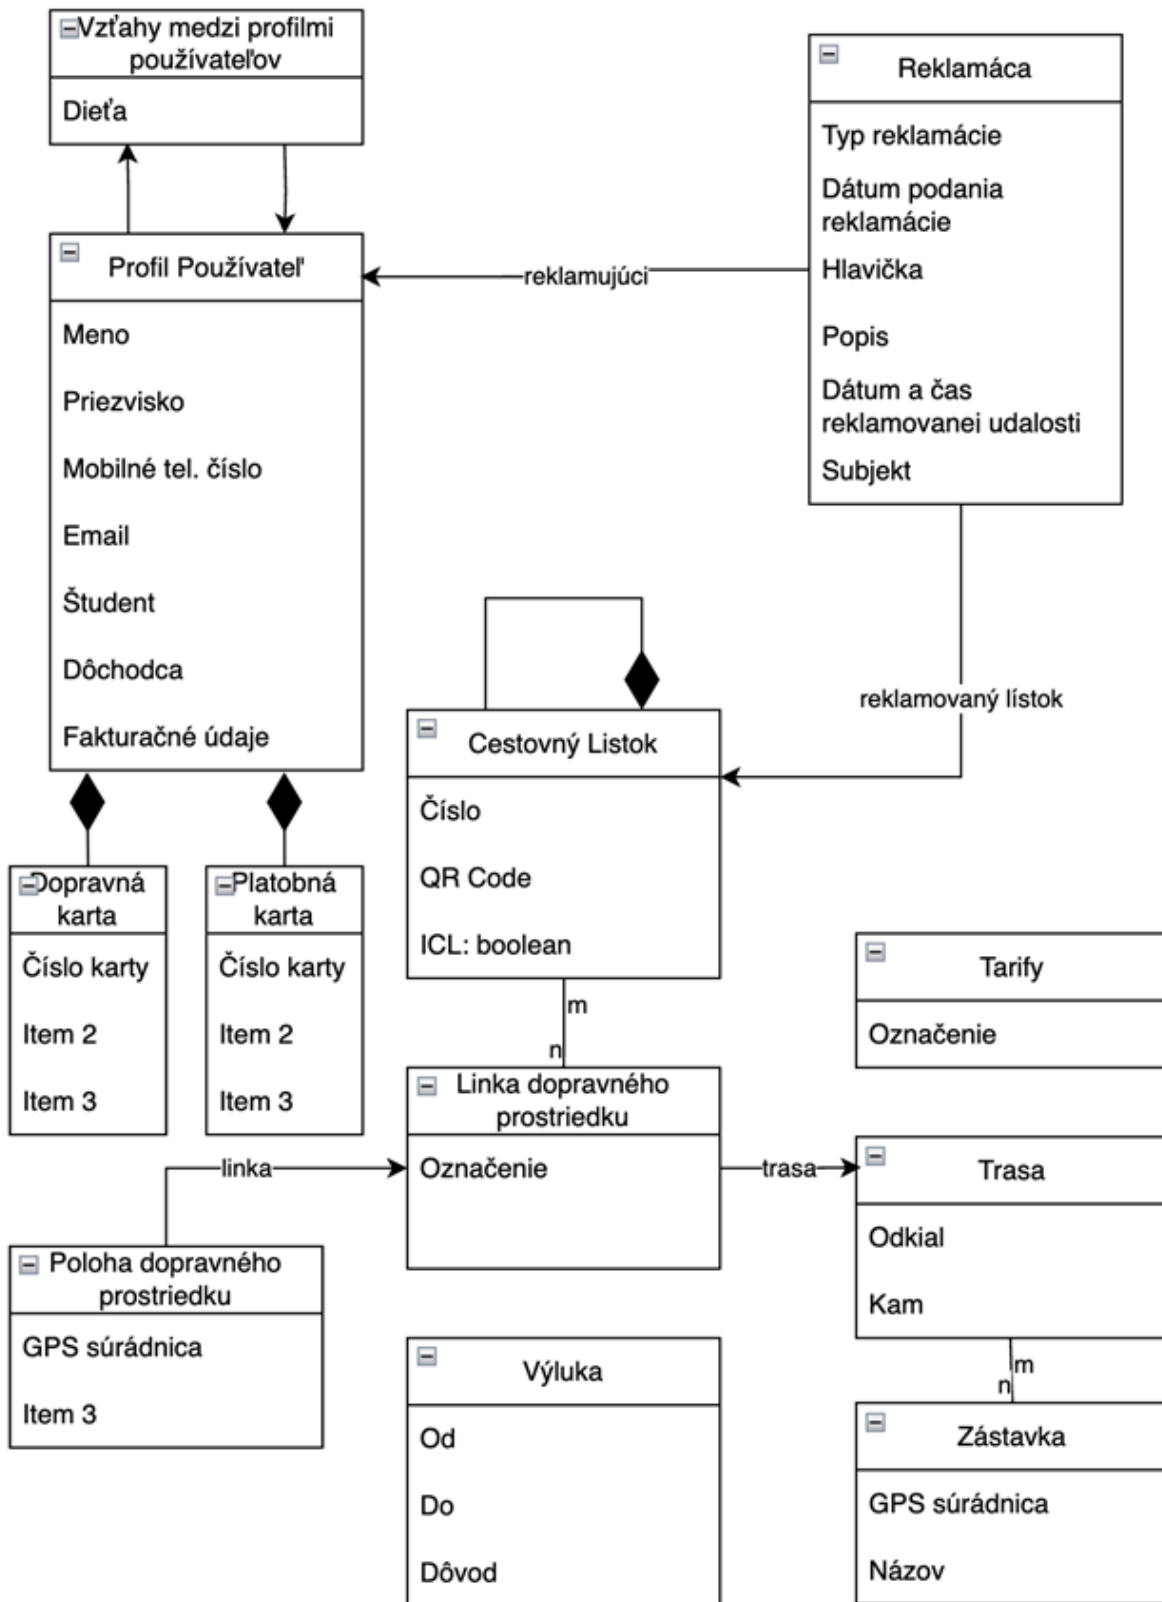 Vzťahy medzi profilmi
používateľov
Dieťa
Reklamáca
Typ reklamácie
Dátum podania
reklamácie
Hlavička
Popis
Dátum a čas
reklamovanei udalosti
Subjekt
reklamujúci
Profil Používateľ
Meno
Priezvisko
Mobilné tel. číslo
Email
Študent
Dôchodca
Fakturačné údaje
reklamovaný lístok
Cestovný Listok
Číslo
QR Code
ICL: boolean
Dopravná
karta
Číslo karty
Item 2
Item 3
Platobná
karta
Číslo karty
Item 2
Item 3
m
n
Tarify
Označenie
Linka dopravného
prostriedku
Označenie
linka
trasa
Trasa
Odkial
Kam
Poloha dopravného
prostriedku
GPS súrádnica
Item 3
m
n
Výluka
Od
Do
Dôvod
Zástavka
GPS súrádnica
Názov